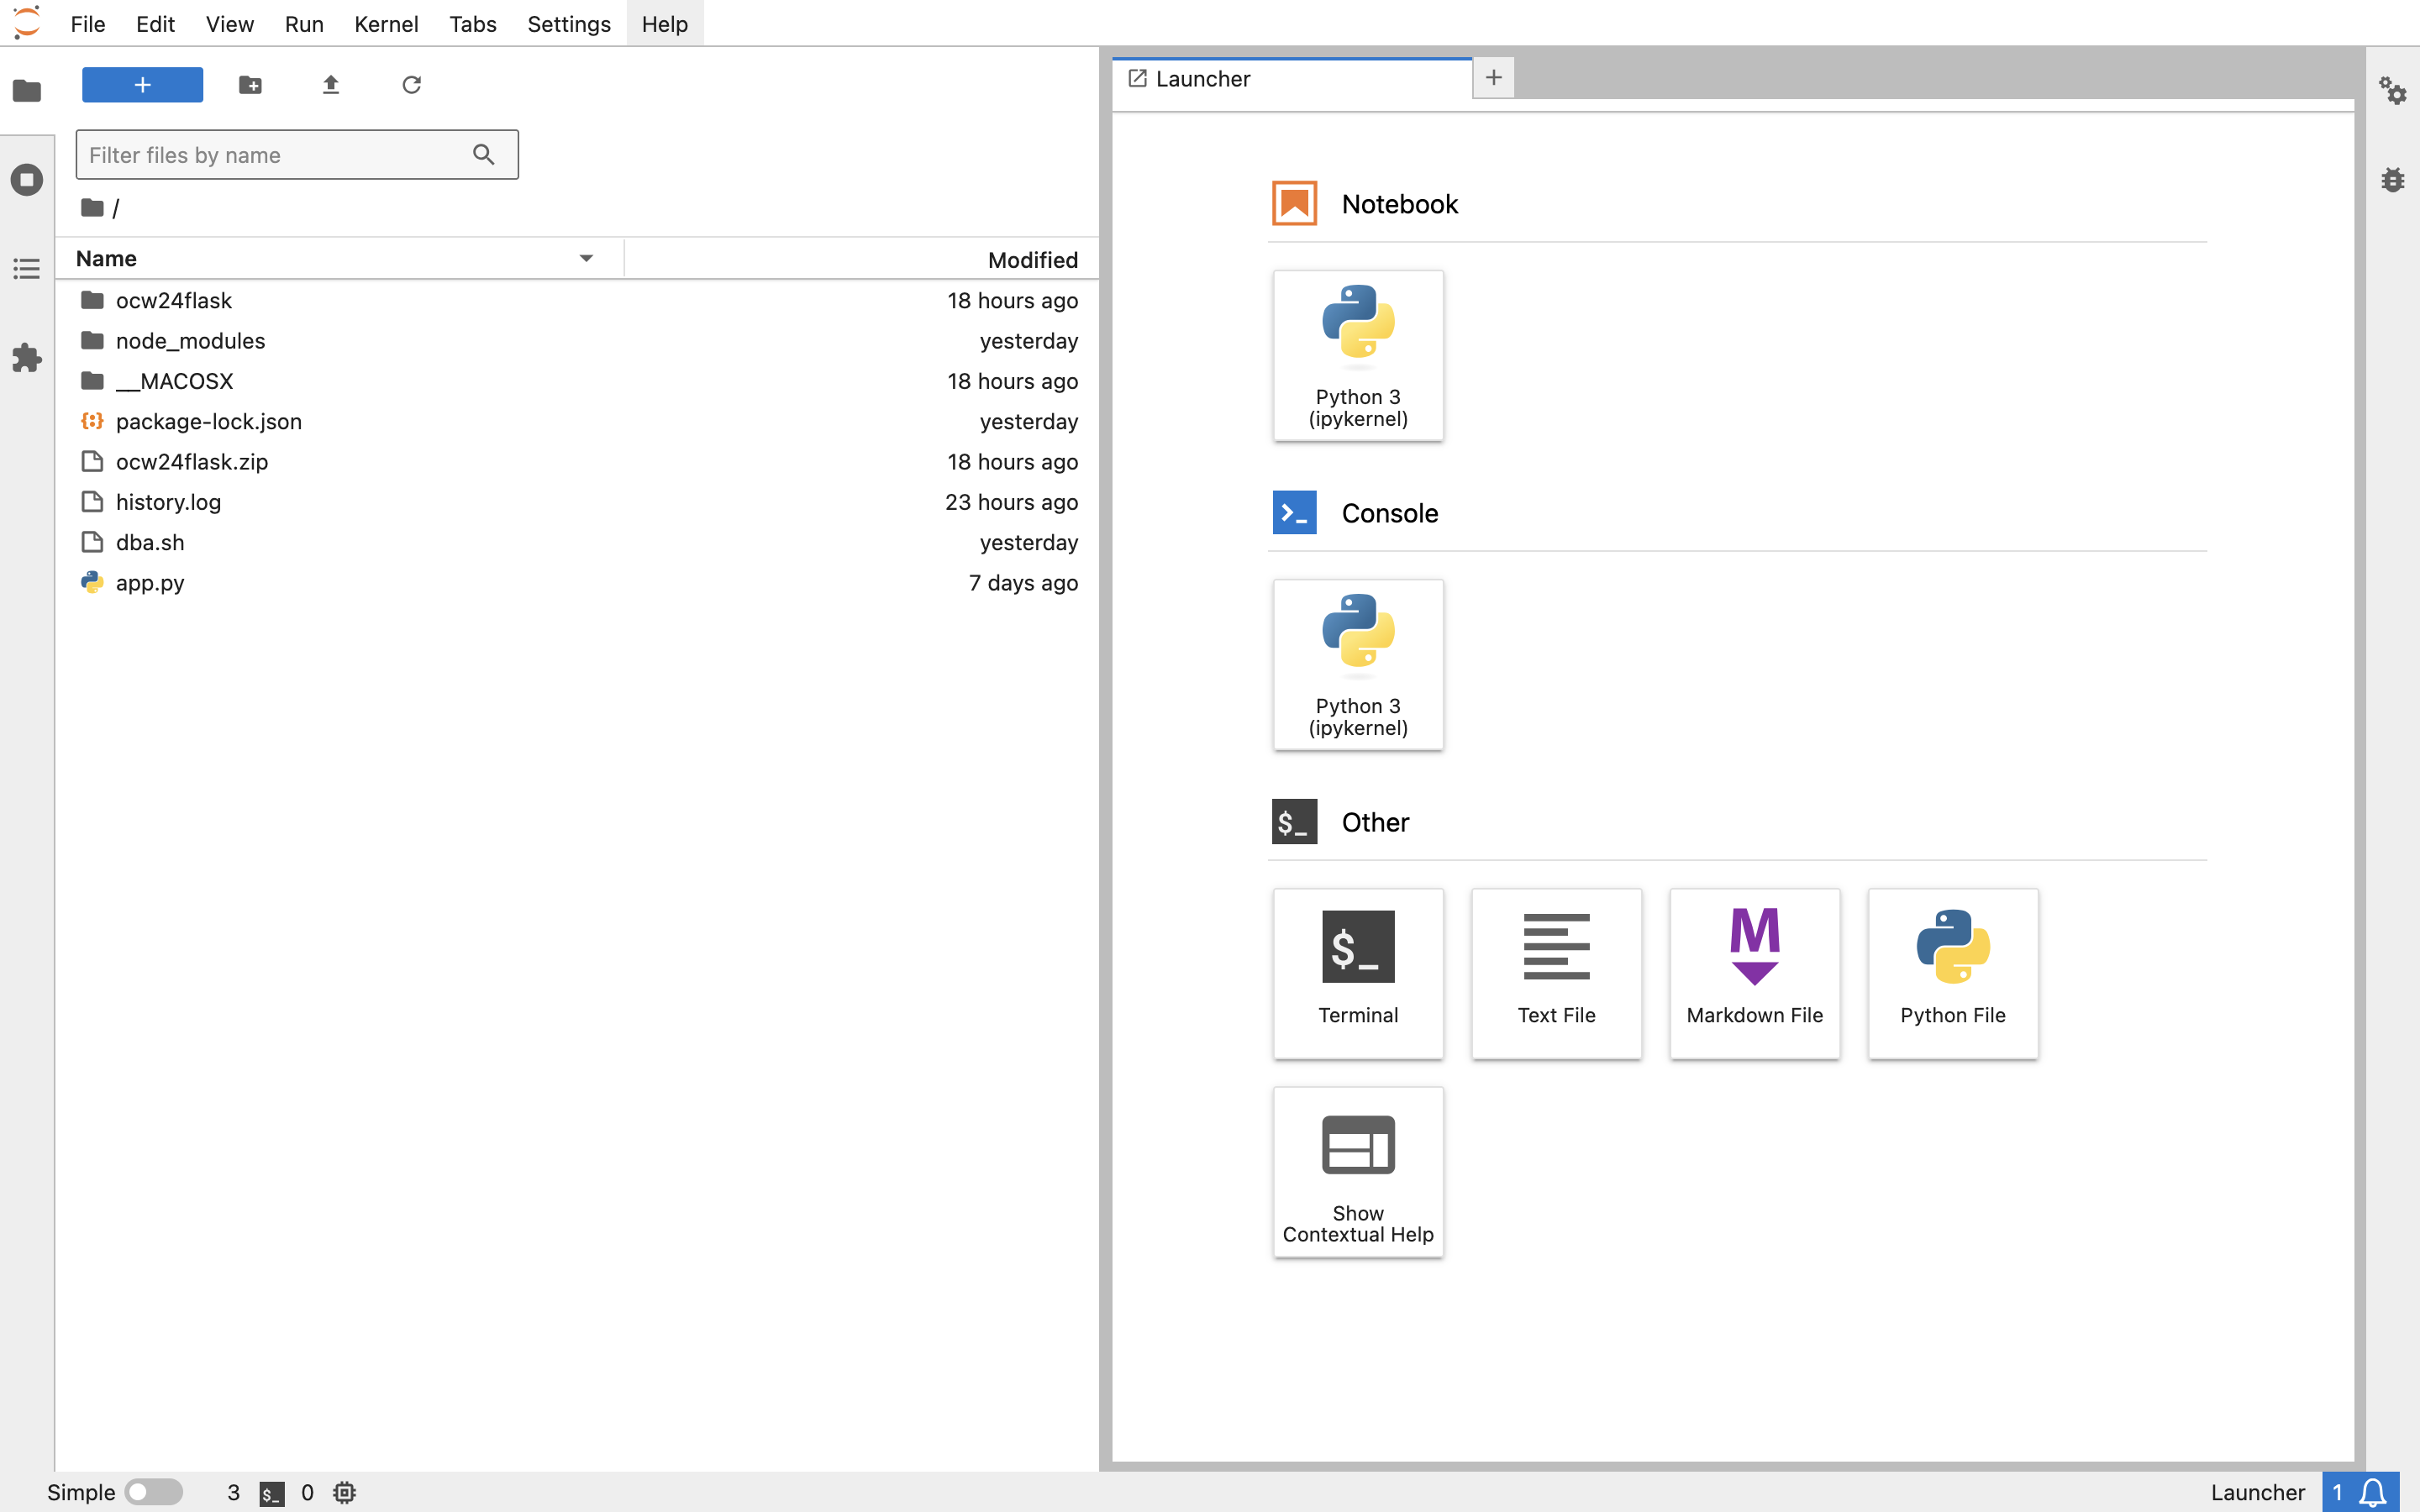 File Edit View Run Kernel Tabs Settings Help
+
Filter files by name
/
Name Modified
ocw24flask 18 hours ago
node_modules yesterday
__MACOSX 18 hours ago
package-lock.json yesterday
ocw24flask.zip 18 hours ago
history.log 23 hours ago
dba.sh yesterday
app.py 7 days ago
Launcher +
Notebook
Python 3
(ipykernel)
Console
Python 3
(ipykernel)
$_ Other
$_
Terminal
Text File
M
Markdown File
Python File
Show
Contextual Help
Simple 3 $_ 0 Launcher 1